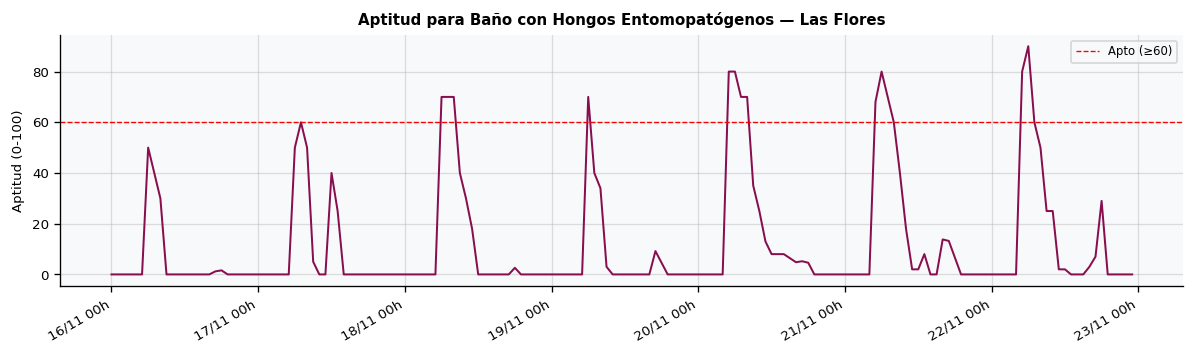 Aptitud para Baño con Hongos Entomopatógenos — Las Flores
Apto (≥60)
Aptitud (0-100)
80
60
40
20
0
16/11 00h
17/11 00h
18/11 00h
19/11 00h
20/11 00h
21/11 00h
22/11 00h
23/11 00h